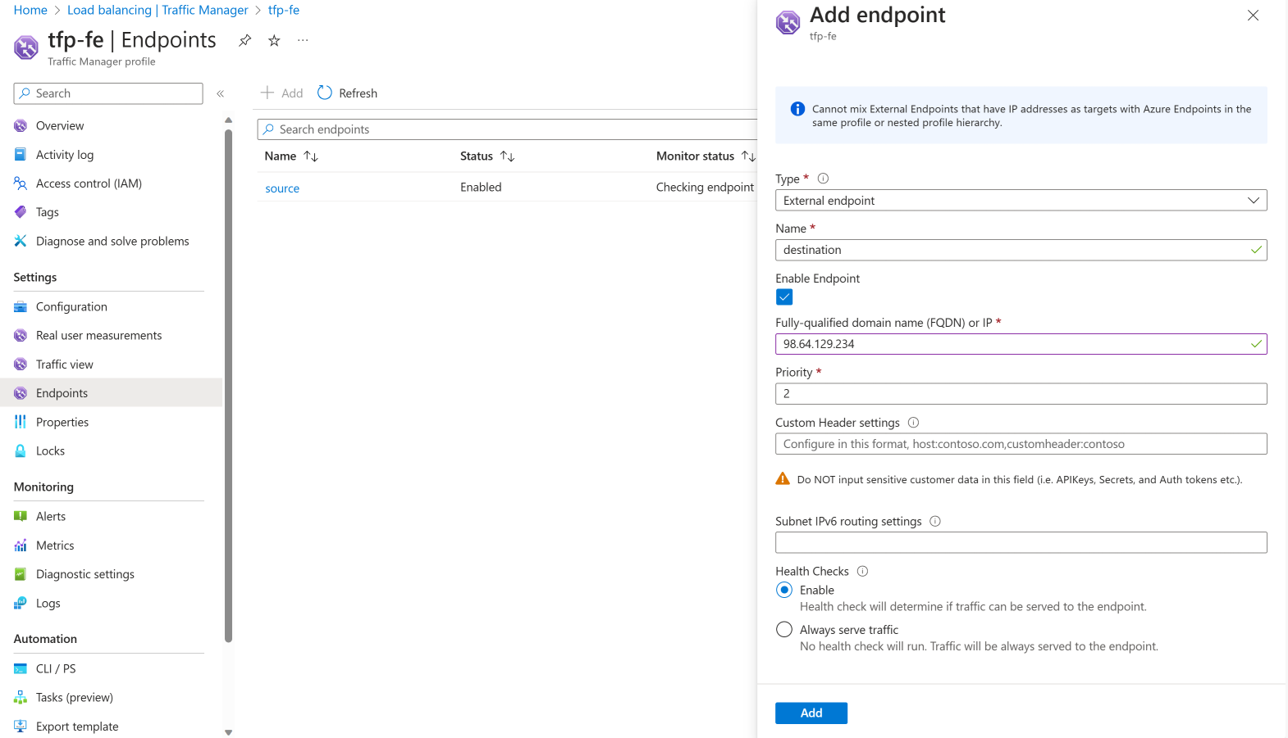 Home > Load balancing | Traffic Manager > tfp-fe
tfp-fe | Endpoints
...
Traffic Manager profile
Search
«
Overview
Activity log
Access control (IAM)
Tags
Diagnose and solve problems
Settings
Configuration
Real user measurements
Traffic view
Endpoints
Properties
Locks
Monitoring
Alerts
Metrics
Diagnostic settings
Logs
Automation
CLI / PS
Tasks (preview)
Export template
Add Refresh
Search endpoints
Name ↑↓ Status ↑↓ Monitor status ↑↓
source Enabled Checking endpoint
Add endpoint
tfp-fe
Cannot mix External Endpoints that have IP addresses as targets with Azure Endpoints in the
same profile or nested profile hierarchy.
Type *
External endpoint
Name *
destination
Enable Endpoint
Fully-qualified domain name (FQDN) or IP *
98.64.129.234
Priority *
2
Custom Header settings
Configure in this format, host:contoso.com,customheader:contoso
Do NOT input sensitive customer data in this field (i.e. APIKeys, Secrets, and Auth tokens etc.).
Subnet IPv6 routing settings
Health Checks
Enable
Health check will determine if traffic can be served to the endpoint.
Always serve traffic
No health check will run. Traffic will be always served to the endpoint.
Add